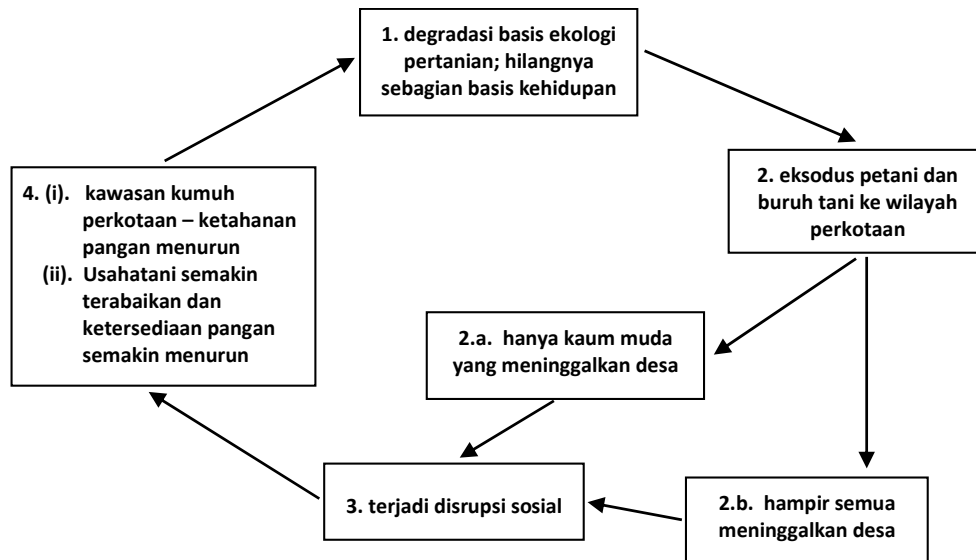 1. degradasi basis ekologi
pertanian; hilangnya
sebagian basis kehidupan
2. eksodus petani dan
buruh tani ke wilayah
perkotaan
2.a. hanya kaum muda
yang meninggalkan desa
2.b. hampir semua
meninggalkan desa
3. terjadi disrupsi sosial
4. (i). kawasan kumuh
perkotaan – ketahanan
pangan menurun
(ii). Usahatani semakin
terabaikan dan
ketersediaan pangan
semakin menurun